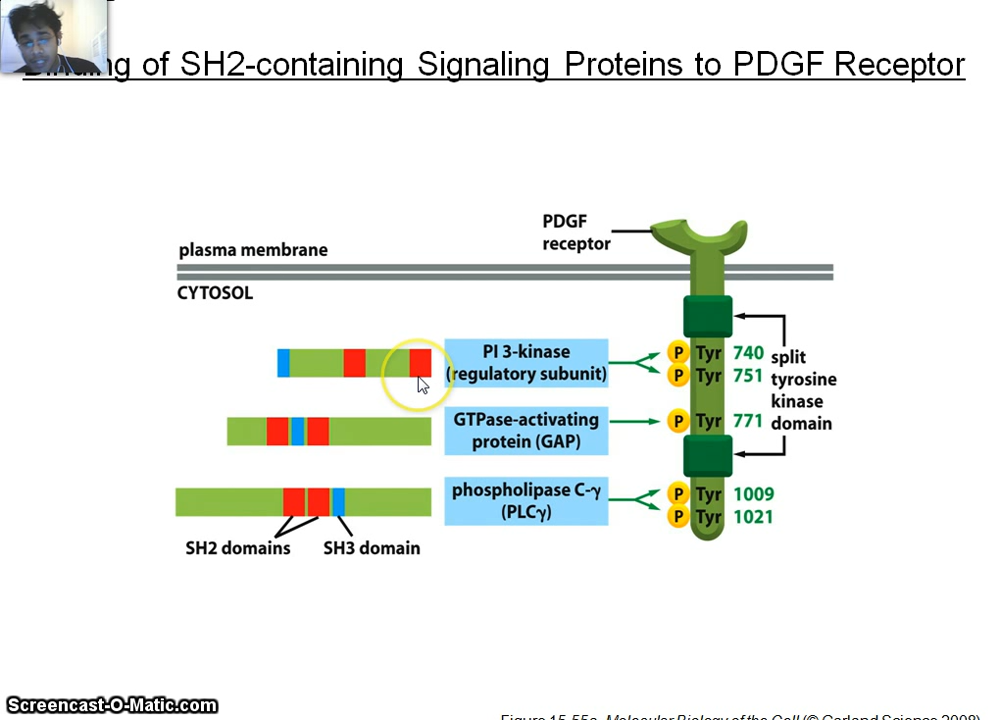 of SH2-containing Signaling Proteins to PDGF Receptor
PDGF
receptor
plasma membrane
CYTOSOL
PI 3-kinase
(regulatory subunit)
P Tyr 740
P Tyr 751
split
tyrosine
kinase
domain
GTPase-activating
protein (GAP)
P Tyr 771
phospholipase C-γ
(PLCγ)
P Tyr 1009
P Tyr 1021
SH2 domains
SH3 domain
Screencast-O-Matic.com
Figure 15-55a Molecular Biology of the Cell (© Garland Science 2008)